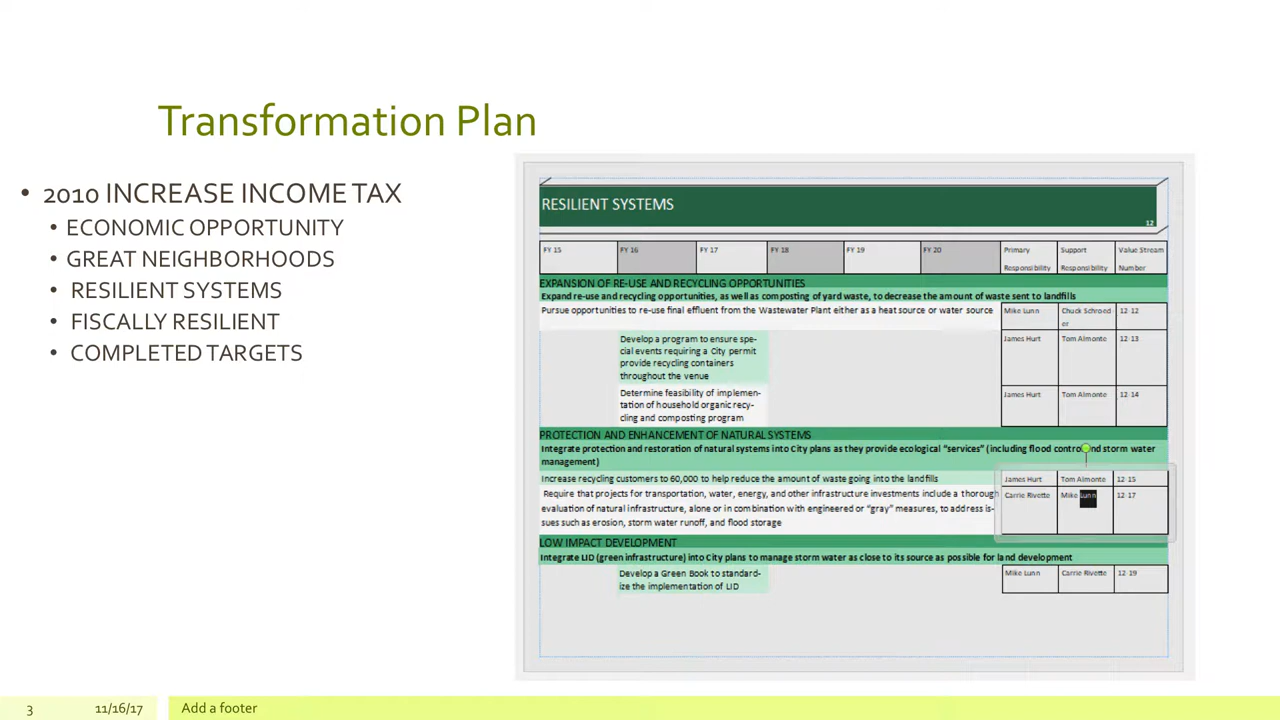 Transformation Plan
• 2010 INCREASE INCOME TAX
• ECONOMIC OPPORTUNITY
• GREAT NEIGHBORHOODS
• RESILIENT SYSTEMS
• FISCALLY RESILIENT
• COMPLETED TARGETS
RESILIENT SYSTEMS
12
FY 15 FY 16 FY 17 FY 18 FY 19 FY 20 Primary Responsibility Support Responsibility Value Stream Number
EXPANSION OF RE-USE AND RECYCLING OPPORTUNITIES
Expand re-use and recycling opportunities, as well as composting of yard waste, to decrease the amount of waste sent to landfills
Pursue opportunities to re-use final effluent from the Wastewater Plant either as a heat source or water source Mike Lunn Chuck Schroed
er 12-12
Develop a program to ensure spe- James Hurt Tom Almonte 12-13
cial events requiring a City permit
provide recycling containers
throughout the venue
Determine feasibility of implemen- James Hurt Tom Almonte 12-14
tation of household organic recy-
cling and composting program
PROTECTION AND ENHANCEMENT OF NATURAL SYSTEMS
Integrate protection and restoration of natural systems into City plans as they provide ecological "services" (including flood control and storm water
management)
Increase recycling customers to 60,000 to help reduce the amount of waste going into the landfills James Hurt Tom Almonte 12-15
Require that projects for transportation, water, energy, and other infrastructure investments include a thorough Carrie Rivette Mike Lunn 12-17
evaluation of natural infrastructure, alone or in combination with engineered or "gray" measures, to address is-
sues such as erosion, storm water runoff, and flood storage
LOW IMPACT DEVELOPMENT
Integrate LID (green infrastructure) into City plans to manage storm water as close to its source as possible for land development
Develop a Green Book to standard- Mike Lunn Carrie Rivette 12-19
ize the implementation of LID
3 11/16/17 Add a footer